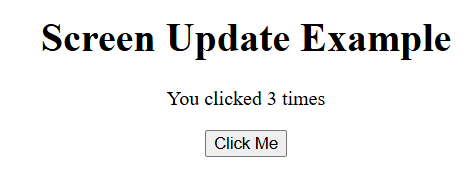 Screen Update Example
You clicked 3 times
Click Me